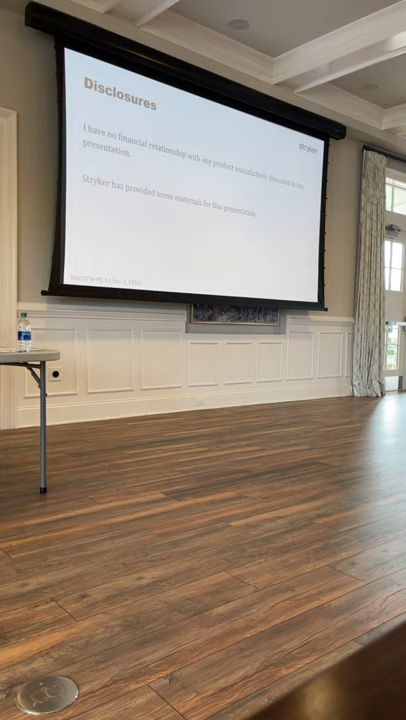 Disclosures
stryker
I have no financial relationship with any product manufacturer discussed in this
presentation.
Stryker has provided some materials for this presentation.